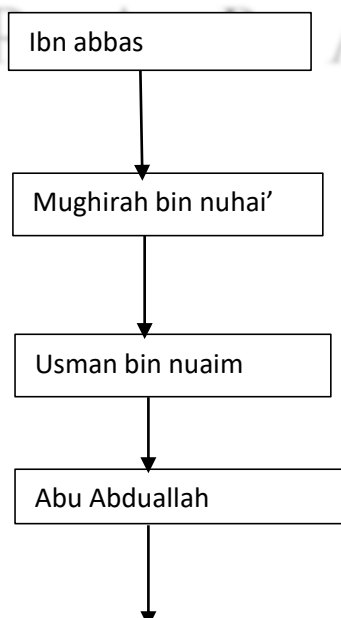 Ibn abbas
Mughirah bin nuhai’
Usman bin nuaim
Abu Abduallah